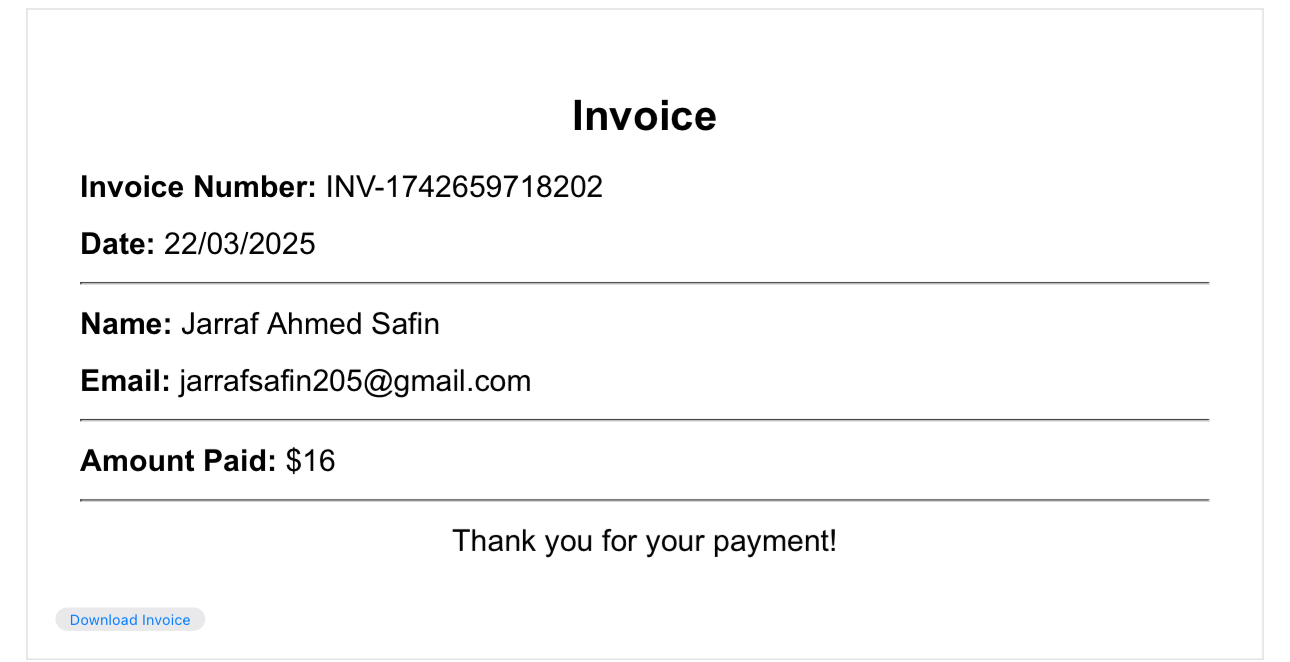 Invoice
Invoice Number: INV-1742659718202
Date: 22/03/2025
Name: Jarraf Ahmed Safin
Email: jarrafsafin205@gmail.com
Amount Paid: $16
Thank you for your payment!
Download Invoice